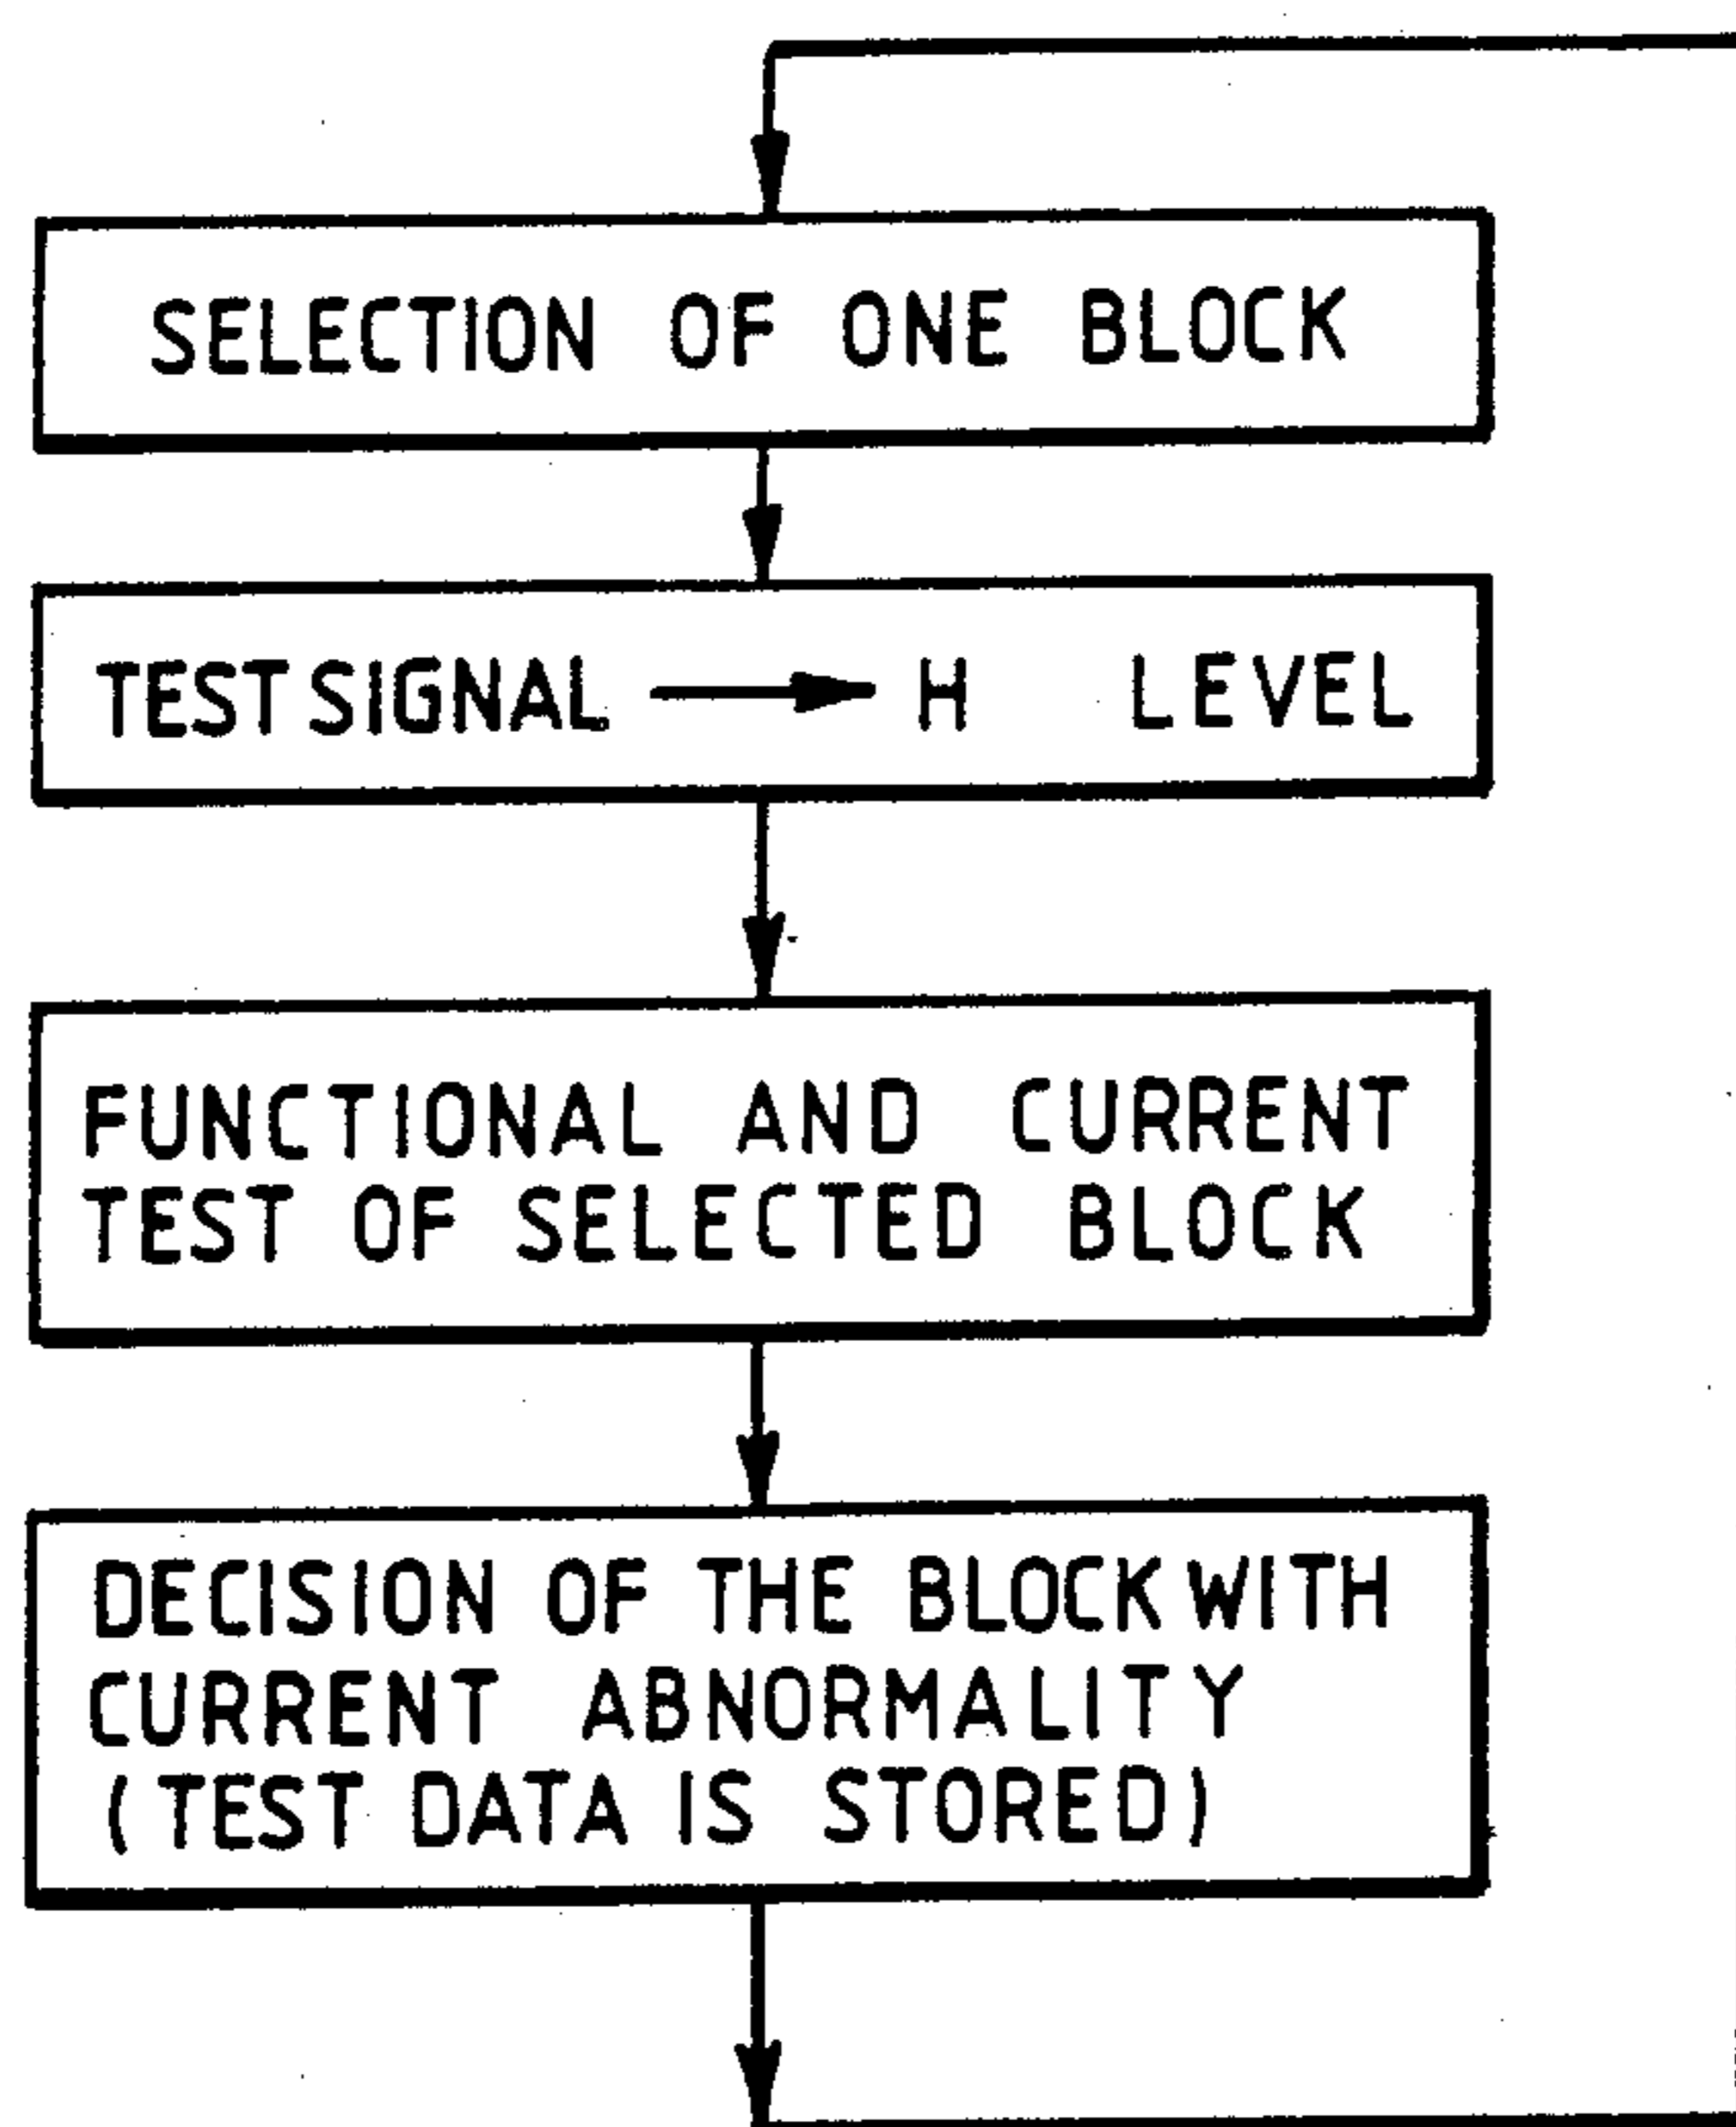 SELECTION OF ONE BLOCK
TEST SIGNAL → H LEVEL
FUNCTIONAL AND CURRENT
TEST OF SELECTED BLOCK
DECISION OF THE BLOCK WITH
CURRENT ABNORMALITY
(TEST DATA IS STORED)